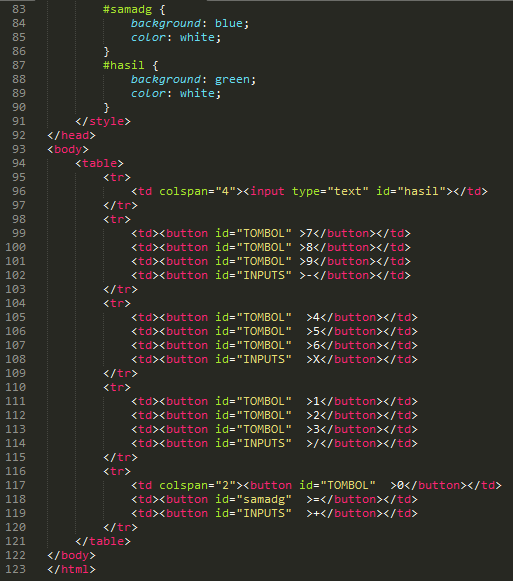 83 #samadg {
84 background: blue;
85 color: white;
86 }
87 #hasil {
88 background: green;
89 color: white;
90 }
91 </style>
92 </head>
93 <body>
94 <table>
95 <tr>
96 <td colspan="4"><input type="text" id="hasil"></td>
97 </tr>
98 <tr>
99 <td><button id="TOMBOL" >7</button></td>
100 <td><button id="TOMBOL" >8</button></td>
101 <td><button id="TOMBOL" >9</button></td>
102 <td><button id="INPUTS" >-</button></td>
103 </tr>
104 <tr>
105 <td><button id="TOMBOL"  >4</button></td>
106 <td><button id="TOMBOL"  >5</button></td>
107 <td><button id="TOMBOL"  >6</button></td>
108 <td><button id="INPUTS"  >X</button></td>
109 </tr>
110 <tr>
111 <td><button id="TOMBOL"  >1</button></td>
112 <td><button id="TOMBOL"  >2</button></td>
113 <td><button id="TOMBOL"  >3</button></td>
114 <td><button id="INPUTS"  >/</button></td>
115 </tr>
116 <tr>
117 <td colspan="2"><button id="TOMBOL"  >0</button></td>
118 <td><button id="samadg"  >=</button></td>
119 <td><button id="INPUTS"  >+</button></td>
120 </tr>
121 </table>
122 </body>
123 </html>